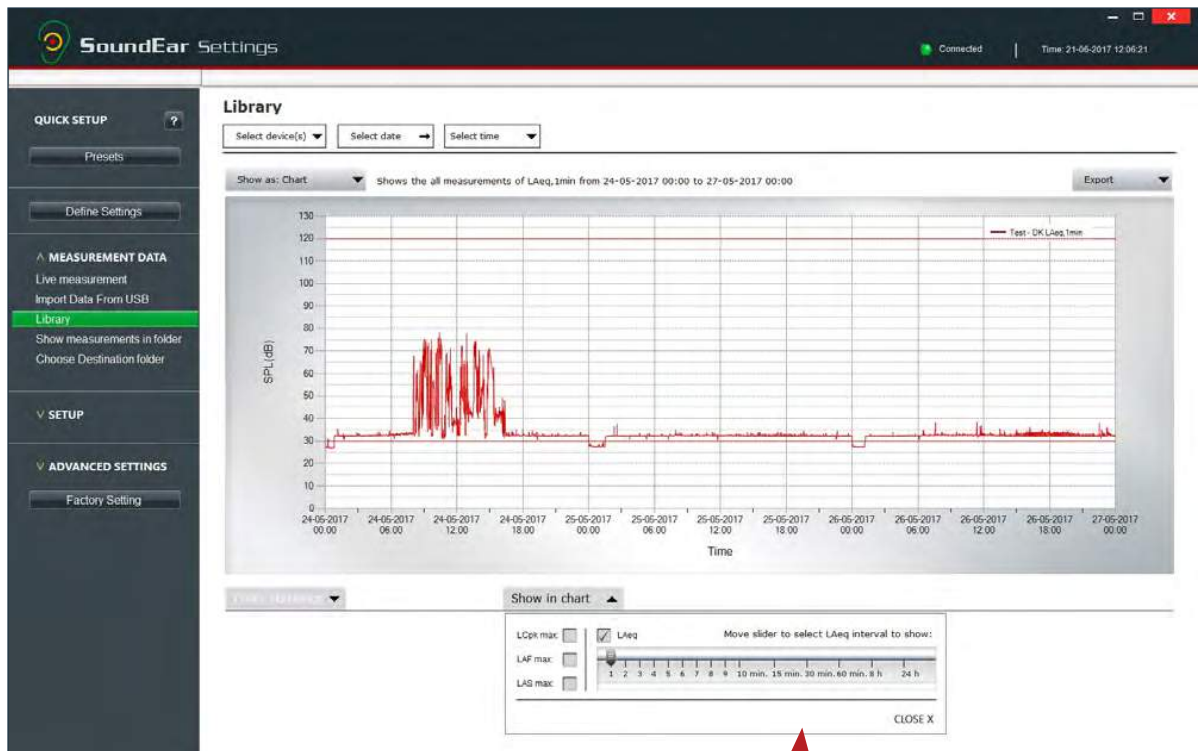 SoundEar Settings
Connected | Time: 21-06-2017 12:06:21
QUICK SETUP ?
Presets
Define Settings
MEASUREMENT DATA
Live measurement
Import Data From USB
Library
Show measurements in folder
Choose Destination folder
SETUP
ADVANCED SETTINGS
Factory Setting
Library
Select device(s) Select date Select time
Show as: Chart Shows the all measurements of LAeq,1min from 24-05-2017 00:00 to 27-05-2017 00:00 Export
Test - DK LAeq,1min
SPL(dB)
130
120
110
100
90
80
70
60
50
40
30
20
10
0
24-05-2017 24-05-2017 24-05-2017 24-05-2017 25-05-2017 25-05-2017 25-05-2017 25-05-2017 26-05-2017 26-05-2017 26-05-2017 26-05-2017 27-05-2017
00:00 06:00 12:00 18:00 00:00 06:00 12:00 18:00 00:00 06:00 12:00 18:00 00:00
Time
Show in chart
LCpk max: LAeq Move slider to select LAeq interval to show:
LAF max:
1 2 3 4 5 6 7 8 9 10 min. 15 min. 30 min. 60 min. 8 h 24 h
LAS max:
CLOSE X